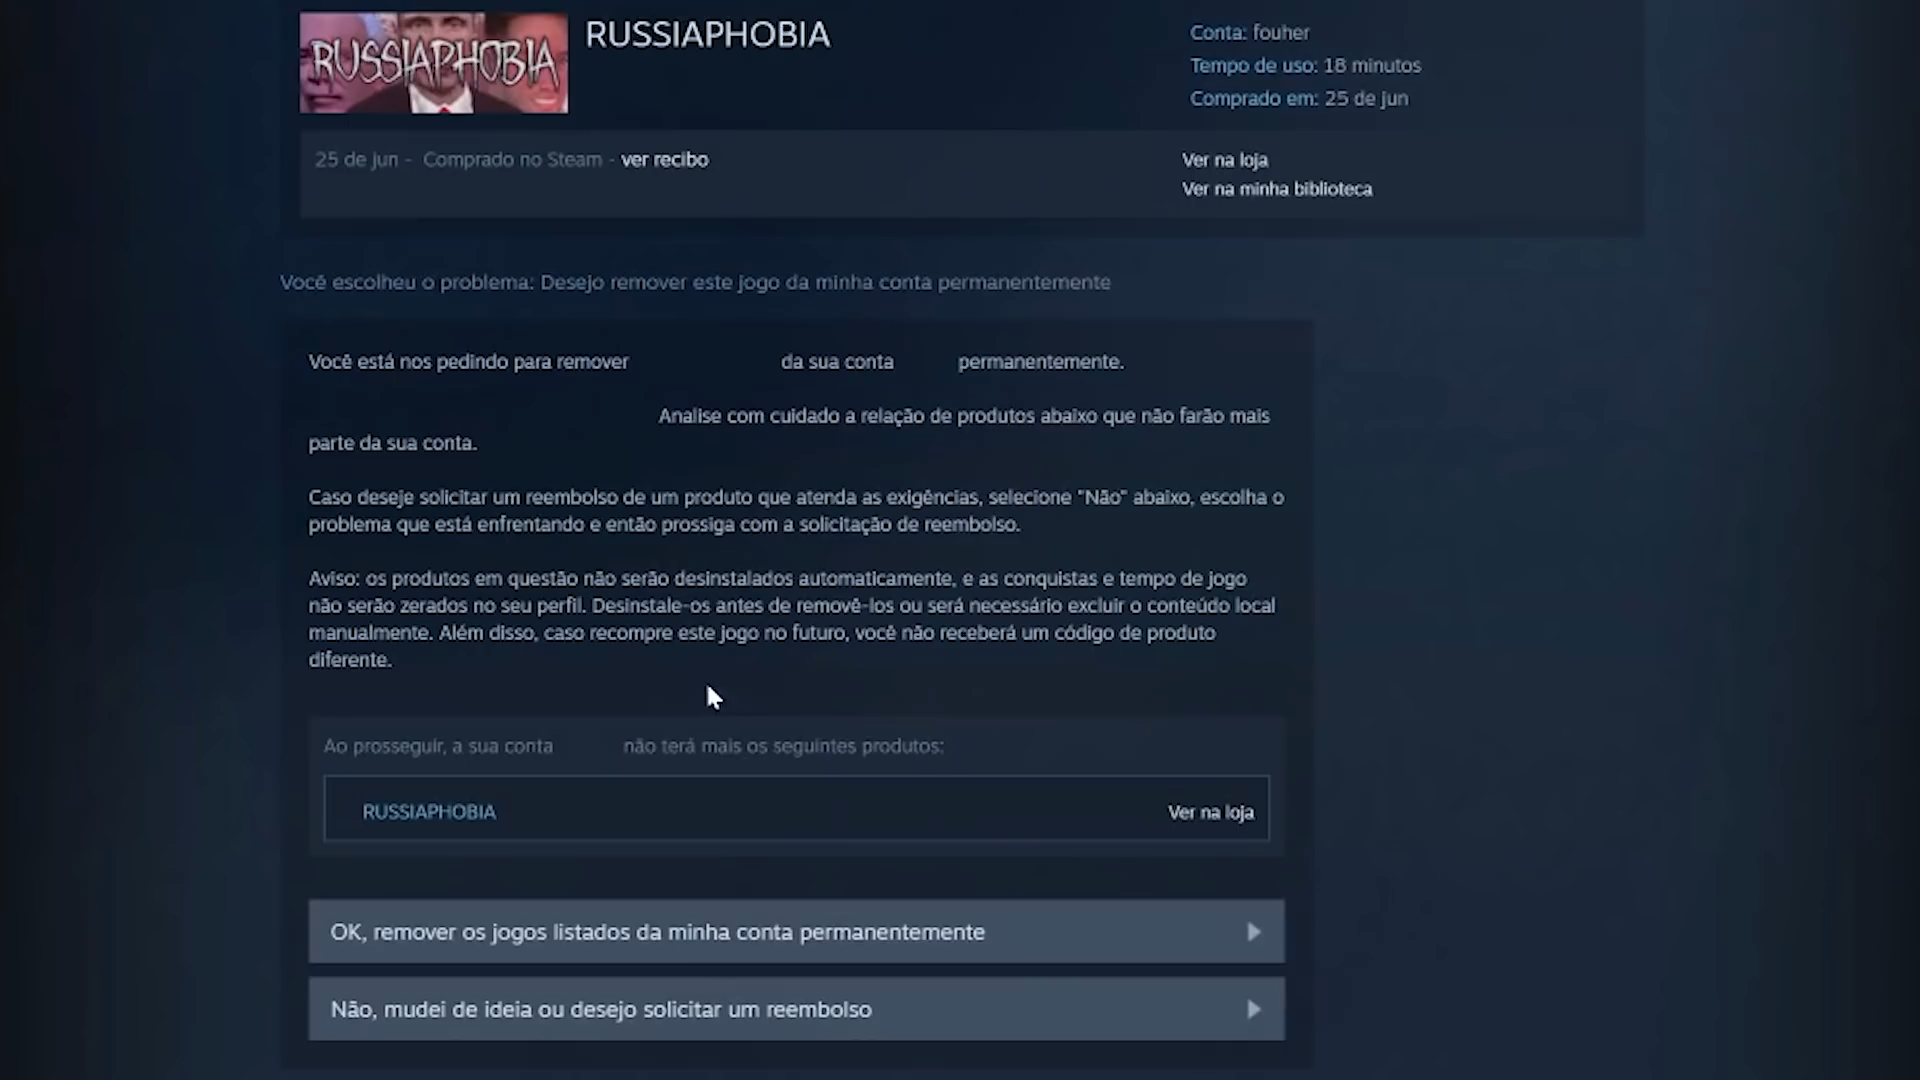 RUSSIAPHOBIA
RUSSIAPHOBIA
Conta: fouher
Tempo de uso: 18 minutos
Comprado em: 25 de jun
25 de jun - Comprado no Steam - ver recibo
Ver na loja
Ver na minha biblioteca
Você escolheu o problema: Desejo remover este jogo da minha conta permanentemente
Você está nos pedindo para remover da sua conta permanentemente.
Analise com cuidado a relação de produtos abaixo que não farão mais
parte da sua conta.
Caso deseje solicitar um reembolso de um produto que atenda as exigências, selecione "Não" abaixo, escolha o
problema que está enfrentando e então prossiga com a solicitação de reembolso.
Aviso: os produtos em questão não serão desinstalados automaticamente, e as conquistas e tempo de jogo
não serão zerados no seu perfil. Desinstale-os antes de removê-los ou será necessário excluir o conteúdo local
manualmente. Além disso, caso recompre este jogo no futuro, você não receberá um código de produto
diferente.
Ao prosseguir, a sua conta não terá mais os seguintes produtos:
RUSSIAPHOBIA Ver na loja
OK, remover os jogos listados da minha conta permanentemente
Não, mudei de ideia ou desejo solicitar um reembolso